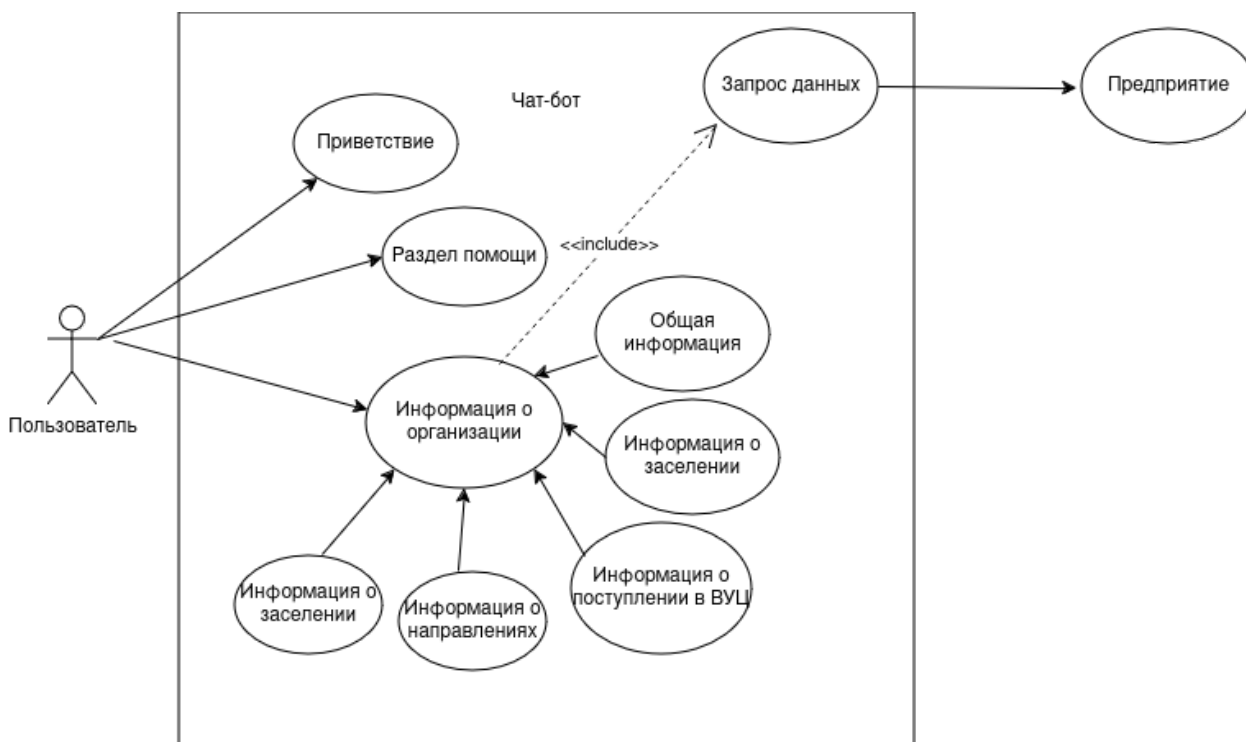 Запрос данных
Предприятие
Чат-бот
Приветствие
<<include>>
Раздел помощи
Общая
информация
Информация о
организации
Пользователь
Информация о
заселении
Информация о
заселении
Информация о
направлениях
Информация о
поступлении в ВУЦ